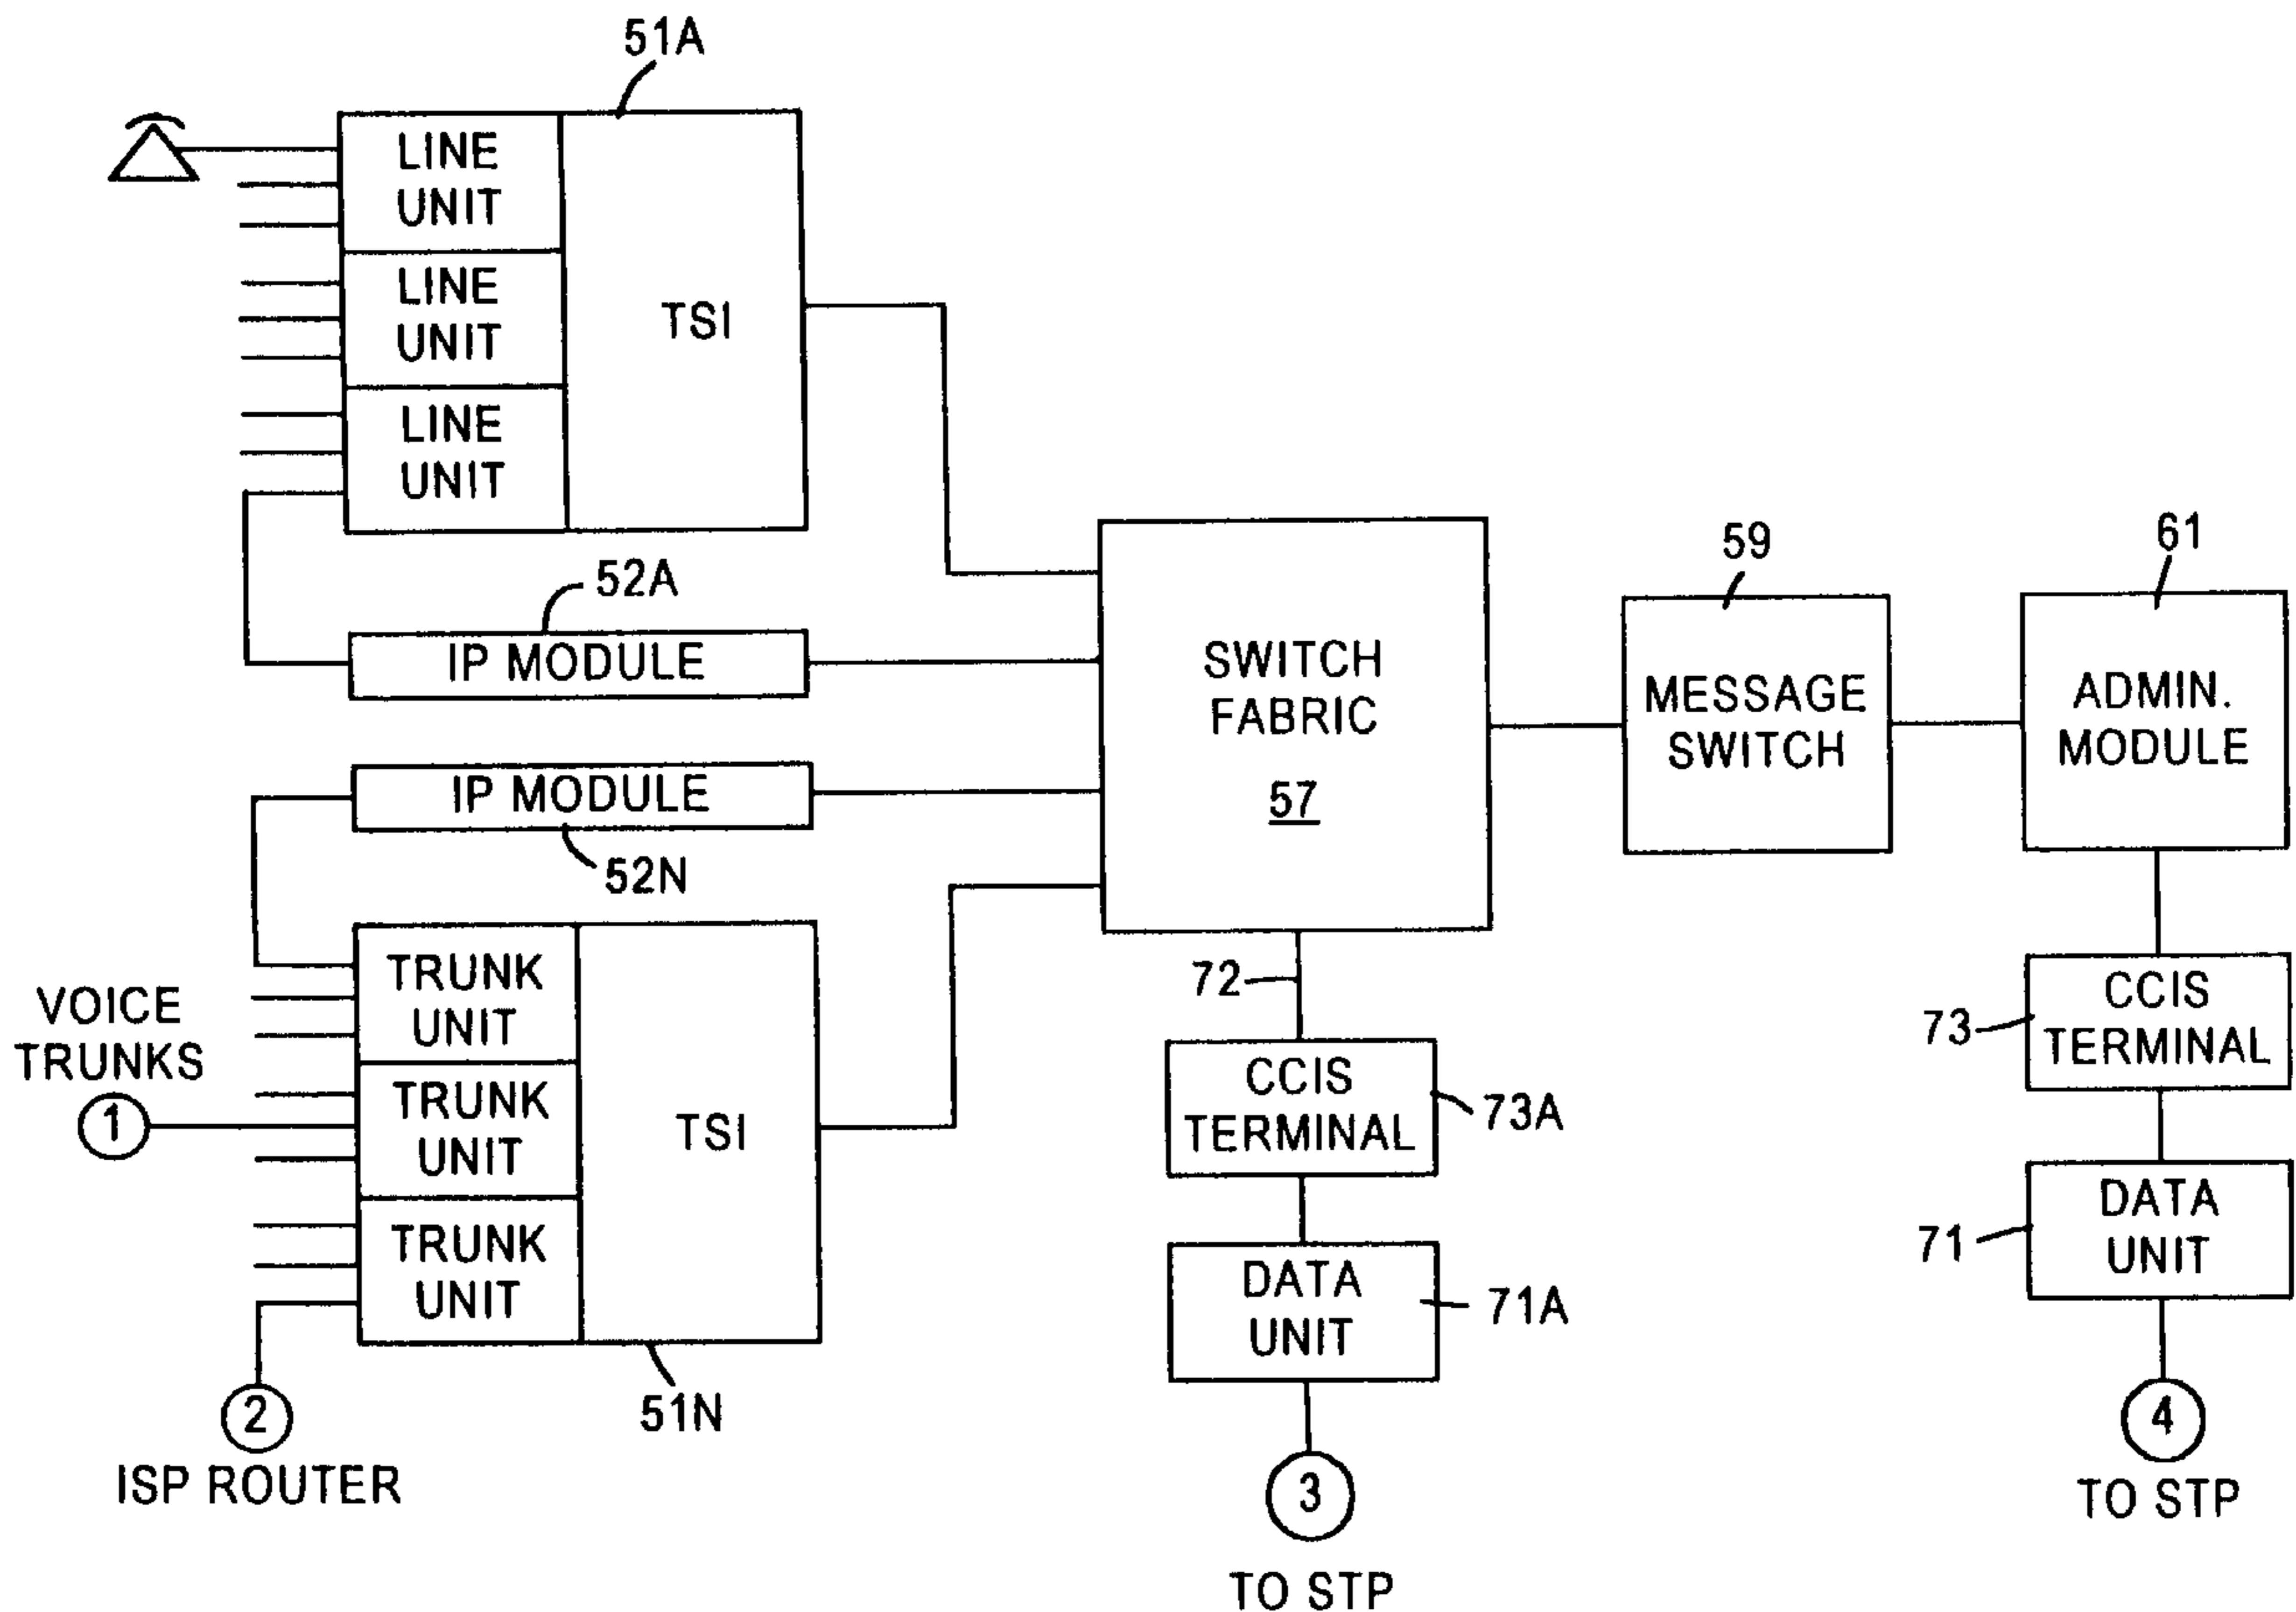 51A
LINE
UNIT
LINE
UNIT
LINE
UNIT
TSI
52A
IP MODULE
IP MODULE
52N
VOICE
TRUNKS
1
TRUNK
UNIT
TRUNK
UNIT
TRUNK
UNIT
TSI
51N
2
ISP ROUTER
SWITCH
FABRIC
57
72
CCIS
TERMINAL
73A
DATA
UNIT
71A
3
TO STP
59
MESSAGE
SWITCH
61
ADMIN.
MODULE
73
CCIS
TERMINAL
71
DATA
UNIT
4
TO STP